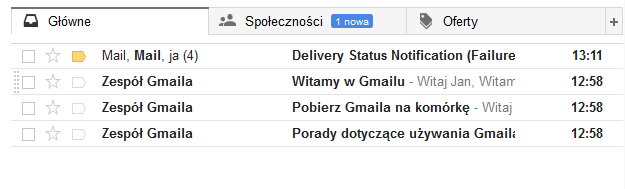 Główne Społeczności 1 nowa Oferty +
Mail, Mail, ja (4) Delivery Status Notification (Failure 13:11
Zespół Gmaila Witamy w Gmailu - Witaj Jan, Witam 12:58
Zespół Gmaila Pobierz Gmaila na komórkę - Witaj 12:58
Zespół Gmaila Porady dotyczące używania Gmaila 12:58